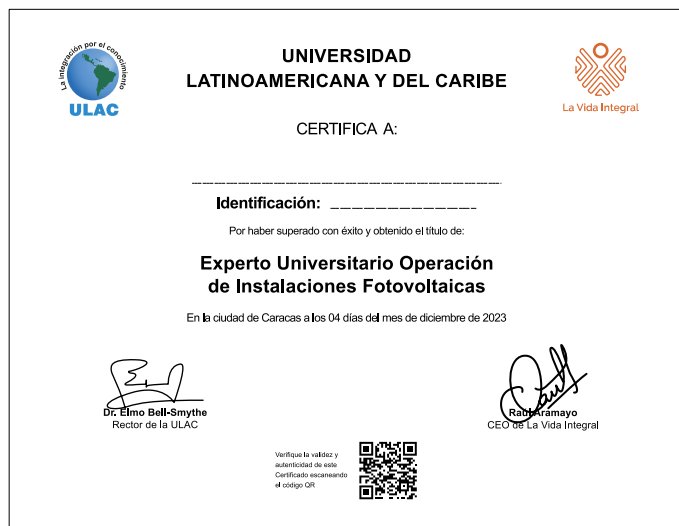 La integración por el conocimiento
ULAC
UNIVERSIDAD
LATINOAMERICANA Y DEL CARIBE
La Vida Integral
CERTIFICA A:
Identificación:
Por haber superado con éxito y obtenido el título de:
Experto Universitario Operación
de Instalaciones Fotovoltaicas
En la ciudad de Caracas a los 04 días del mes de diciembre de 2023
Dr. Elmo Bell-Smythe
Rector de la ULAC
Raúl Aramayo
CEO de La Vida Integral
Verifique la validez y
autenticidad de este
Certificado escaneando
el código QR